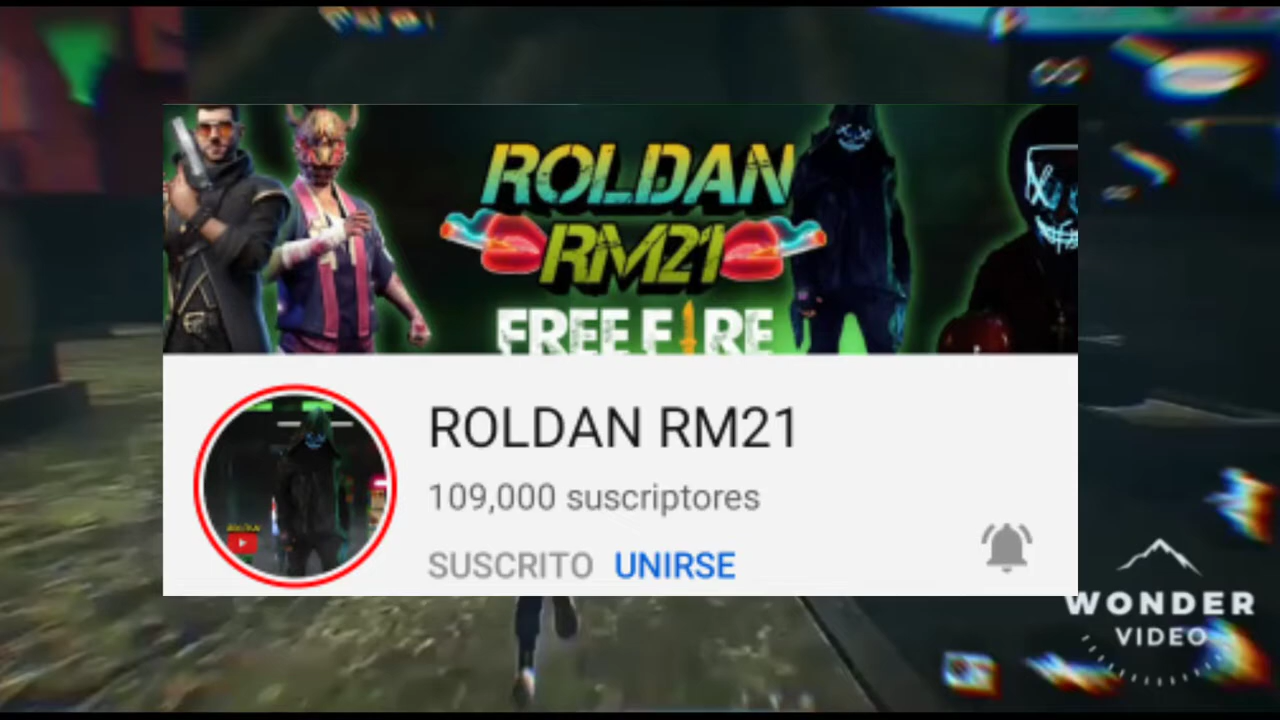 ROLDAN
RM21
FREE FIRE
ROLDAN RM21
109,000 suscriptores
SUSCRITO UNIRSE
WONDER
VIDEO